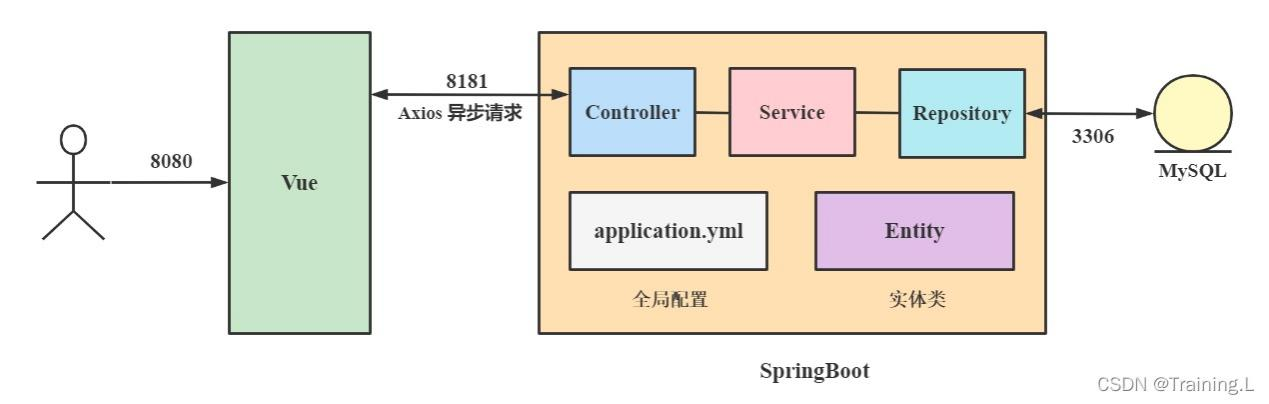 8080
Vue
8181
Axios 异步请求
Controller
Service
Repository
3306
MySQL
application.yml
Entity
全局配置
实体类
SpringBoot
CSDN @Training.L